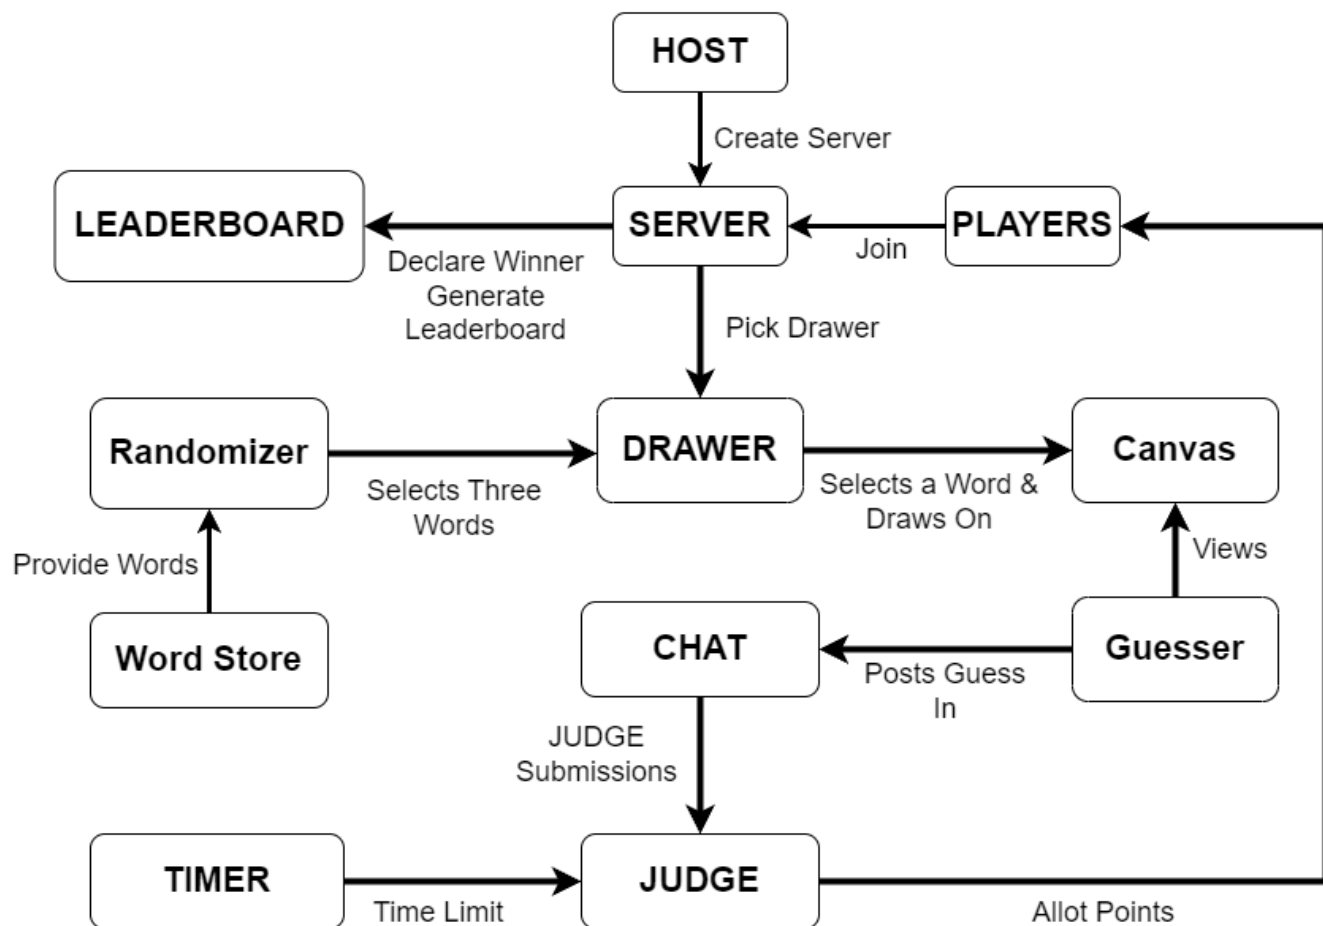 HOST
Create Server
LEADERBOARD
SERVER
PLAYERS
Join
Declare Winner
Generate
Leaderboard
Pick Drawer
Randomizer
DRAWER
Canvas
Selects Three
Words
Selects a Word &
Draws On
Provide Words
Views
Word Store
CHAT
Guesser
Posts Guess
In
JUDGE
Submissions
TIMER
JUDGE
Time Limit
Allot Points